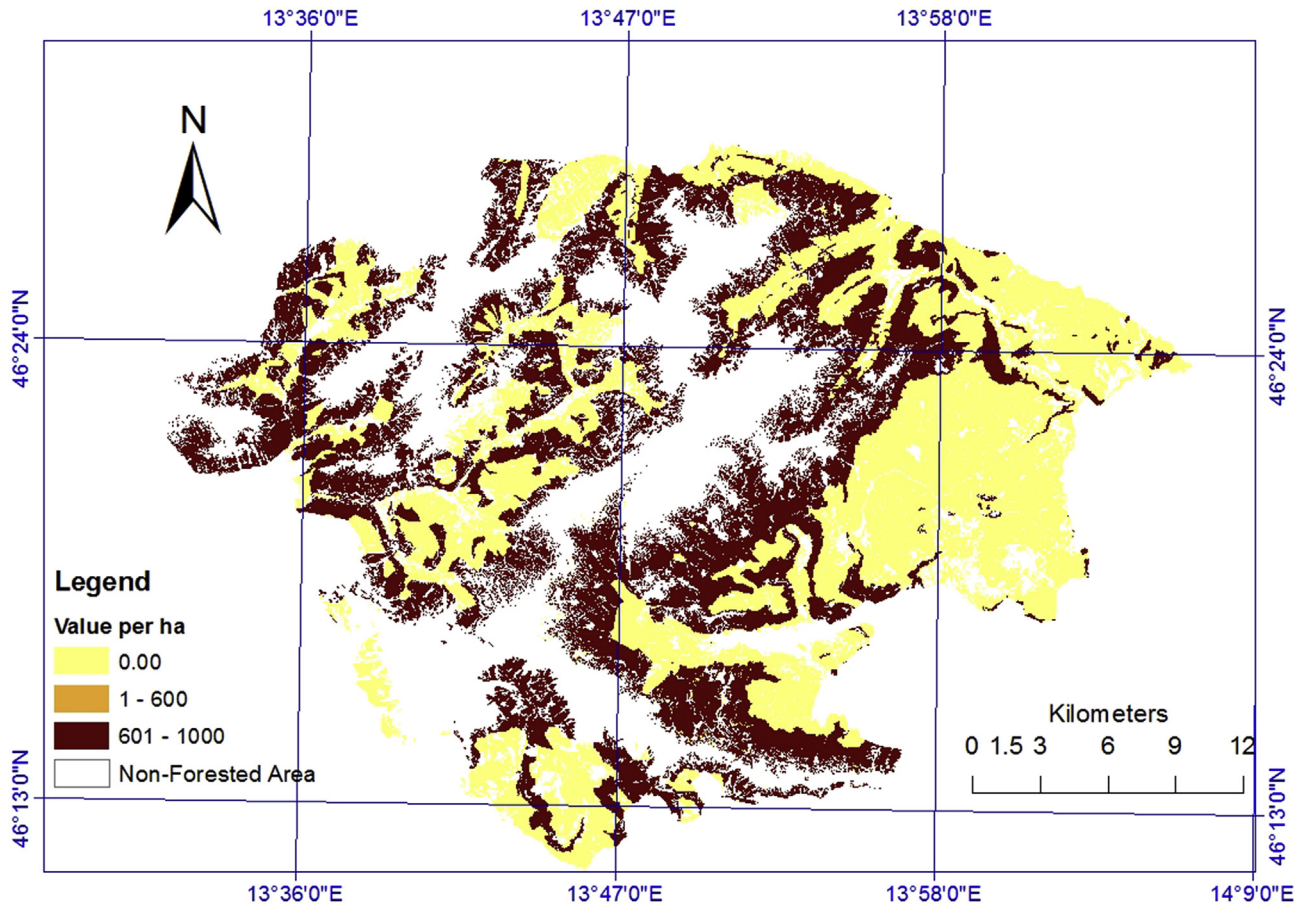 13°36'0"E 13°47'0"E 13°58'0"E
N
46°24'0"N
46°24'0"N
Legend
Value per ha
0.00
1 - 600
601 - 1000
Non-Forested Area
Kilometers
0 1.5 3 6 9 12
46°13'0"N
46°13'0"N
13°36'0"E 13°47'0"E 13°58'0"E 14°9'0"E